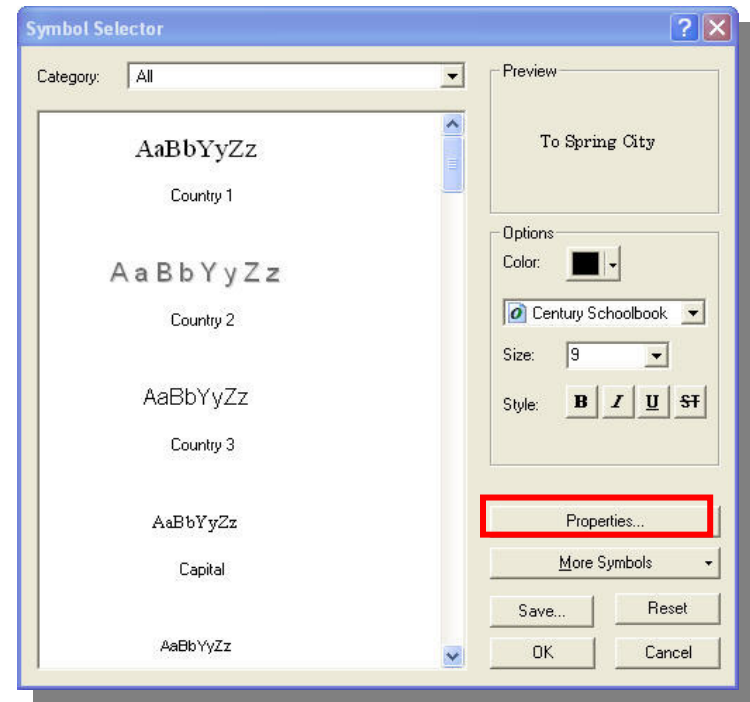 Symbol Selector
Category: All
AaBbYyZz
Country 1
AaBbYyZz
Country 2
AaBbYyZz
Country 3
AaBbYyZz
Capital
AaBbYyZz
Preview
To Spring City
Options
Color:
Century Schoolbook
Size: 9
Style: B I U ST
Properties...
More Symbols
Save... Reset
OK Cancel